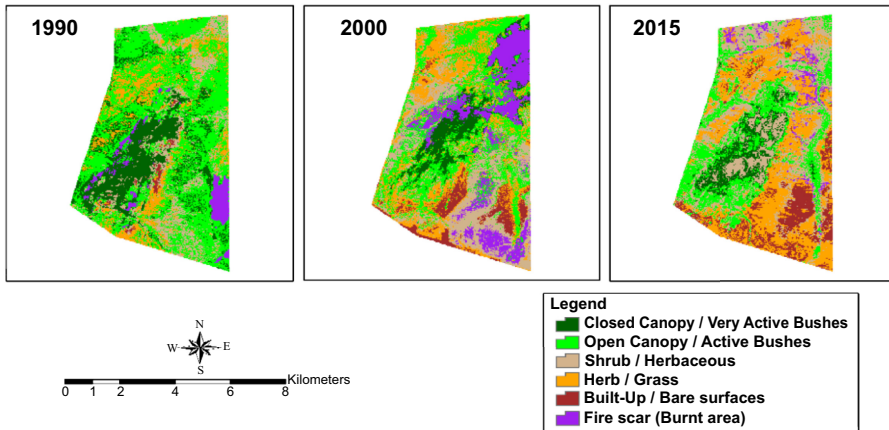 1990
2000
2015
N
W E
S
Kilometers
0 1 2 4 6 8
Legend
Closed Canopy / Very Active Bushes
Open Canopy / Active Bushes
Shrub / Herbaceous
Herb / Grass
Built-Up / Bare surfaces
Fire scar (Burnt area)